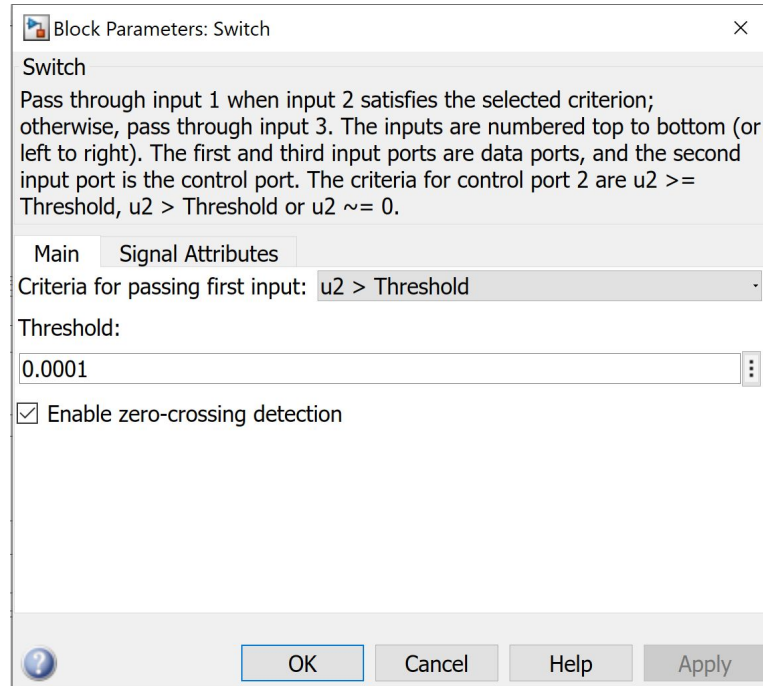 Block Parameters: Switch
Switch
Pass through input 1 when input 2 satisfies the selected criterion;
otherwise, pass through input 3. The inputs are numbered top to bottom (or
left to right). The first and third input ports are data ports, and the second
input port is the control port. The criteria for control port 2 are u2 >=
Threshold, u2 > Threshold or u2 ~= 0.
Main Signal Attributes
Criteria for passing first input: u2 > Threshold
Threshold:
0.0001
Enable zero-crossing detection
OK Cancel Help Apply